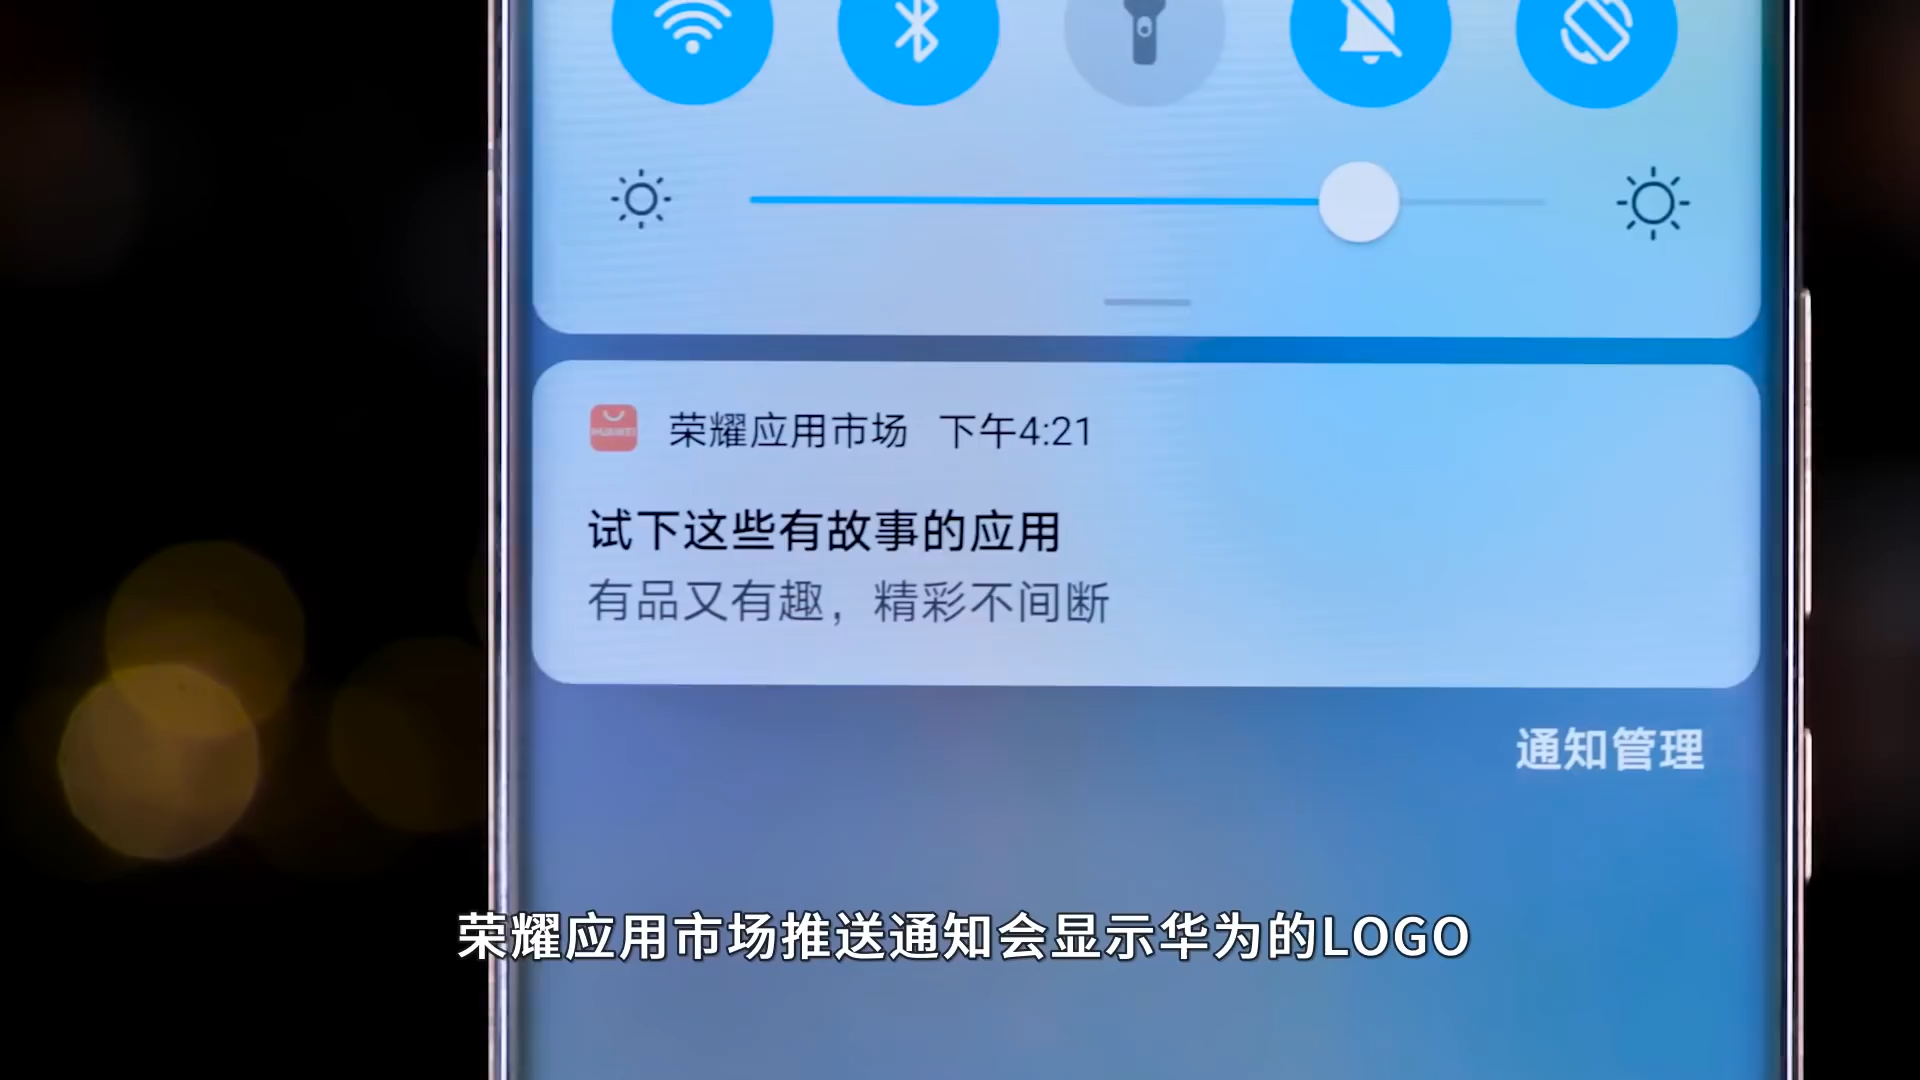 HUAWEI
荣耀应用市场 下午4:21
试下这些有故事的应用
有品又有趣，精彩不间断
通知管理
荣耀应用市场推送通知会显示华为的LOGO